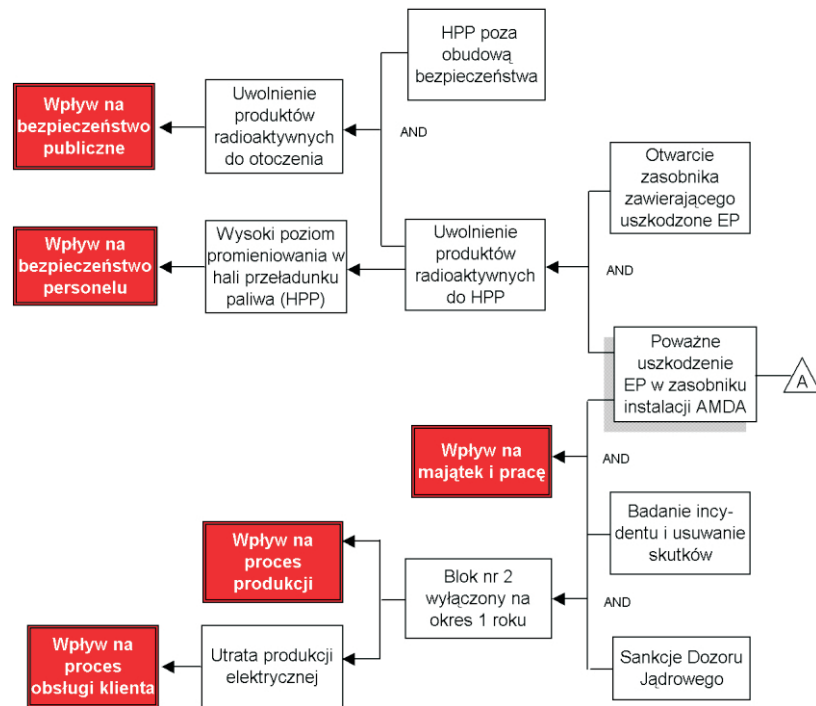 HPP poza
obudową
bezpieczeństwa
Wpływ na
bezpieczeństwo
publiczne
Uwolnienie
produktów
radioaktywnych
do otoczenia
AND
Otwarcie
zasobnika
zawierającego
uszkodzone EP
Wpływ na
bezpieczeństwo
personelu
Wysoki poziom
promieniowania w
hali przeładunku
paliwa (HPP)
Uwolnienie
produktów
radioaktywnych
do HPP
AND
Poważne
uszkodzenie
EP w zasobniku
instalacji AMDA
A
Wpływ na
majątek i pracę
AND
Badanie incy-
dentu i usuwanie
skutków
Wpływ na
proces
produkcji
Blok nr 2
wyłączony na
okres 1 roku
AND
Wpływ na
proces
obsługi klienta
Utrata produkcji
elektrycznej
Sankcje Dozoru
Jądrowego